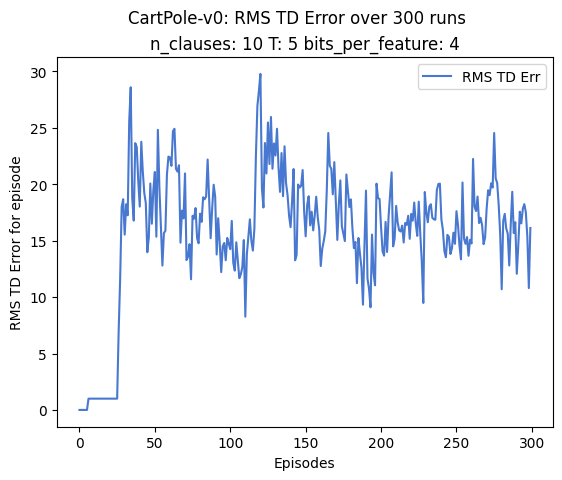 CartPole-v0: RMS TD Error over 300 runs
n_clauses: 10 T: 5 bits_per_feature: 4
RMS TD Err
RMS TD Error for episode
30
25
20
15
10
5
0
0 50 100 150 200 250 300
Episodes